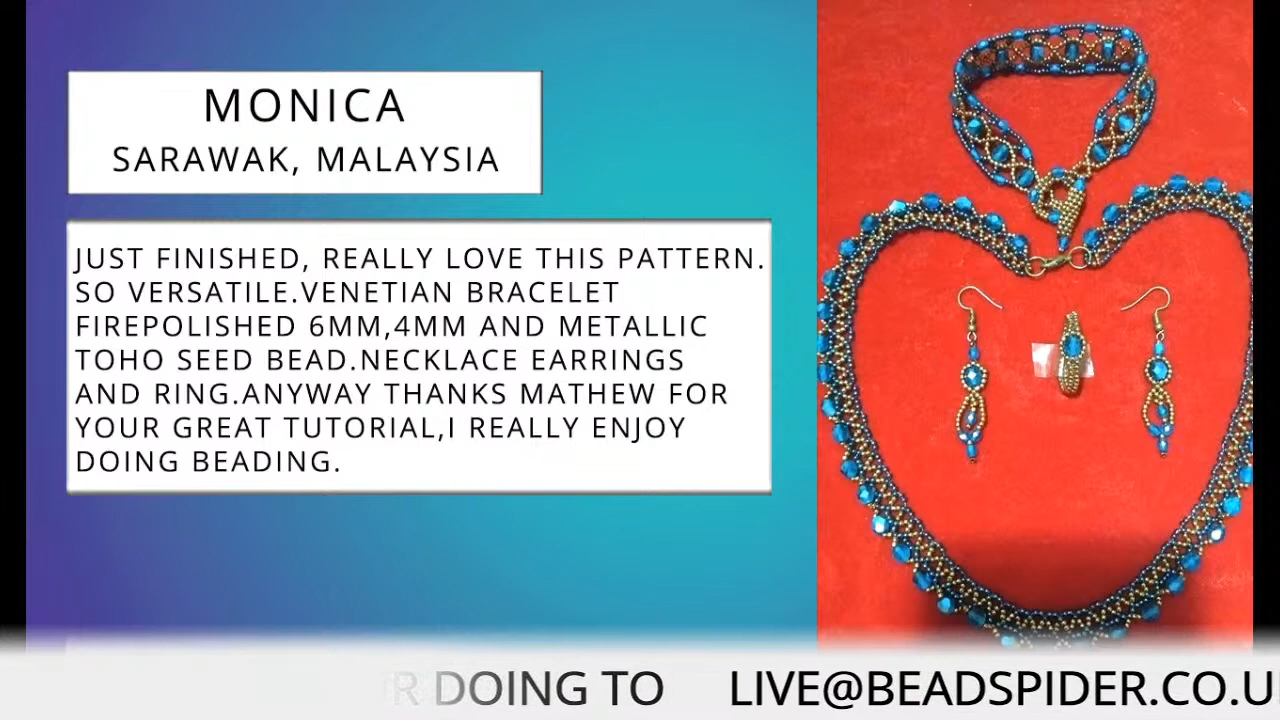 MONICA
SARAWAK, MALAYSIA
JUST FINISHED, REALLY LOVE THIS PATTERN.
SO VERSATILE.VENETIAN BRACELET
FIREPOLISHED 6MM,4MM AND METALLIC
TOHO SEED BEAD.NECKLACE EARRINGS
AND RING.ANYWAY THANKS MATHEW FOR
YOUR GREAT TUTORIAL,I REALLY ENJOY
DOING BEADING.
R DOING TO LIVE@BEADSPIDER.CO.U